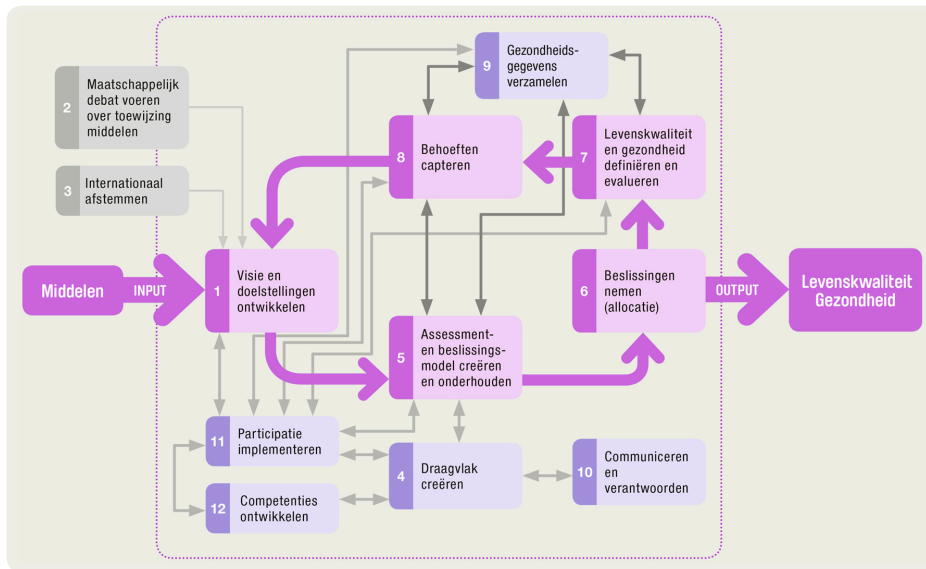 9
Gezondheids-
gegevens
verzamelen
2
Maatschappelijk
debat voeren
over toewijzing
middelen
8
Behoeften
capteren
7
Levenskwaliteit
en gezondheid
definiëren en
evalueren
3
Internationaal
afstemmen
Middelen
INPUT
1
Visie en
doelstellingen
ontwikkelen
6
Beslissingen
nemen
(allocatie)
OUTPUT
Levenskwaliteit
Gezondheid
5
Assessment-
en beslissings-
model creëren
en onderhouden
11
Participatie
implementeren
4
Draagvlak
creëren
10
Communiceren
en
verantwoorden
12
Competenties
ontwikkelen